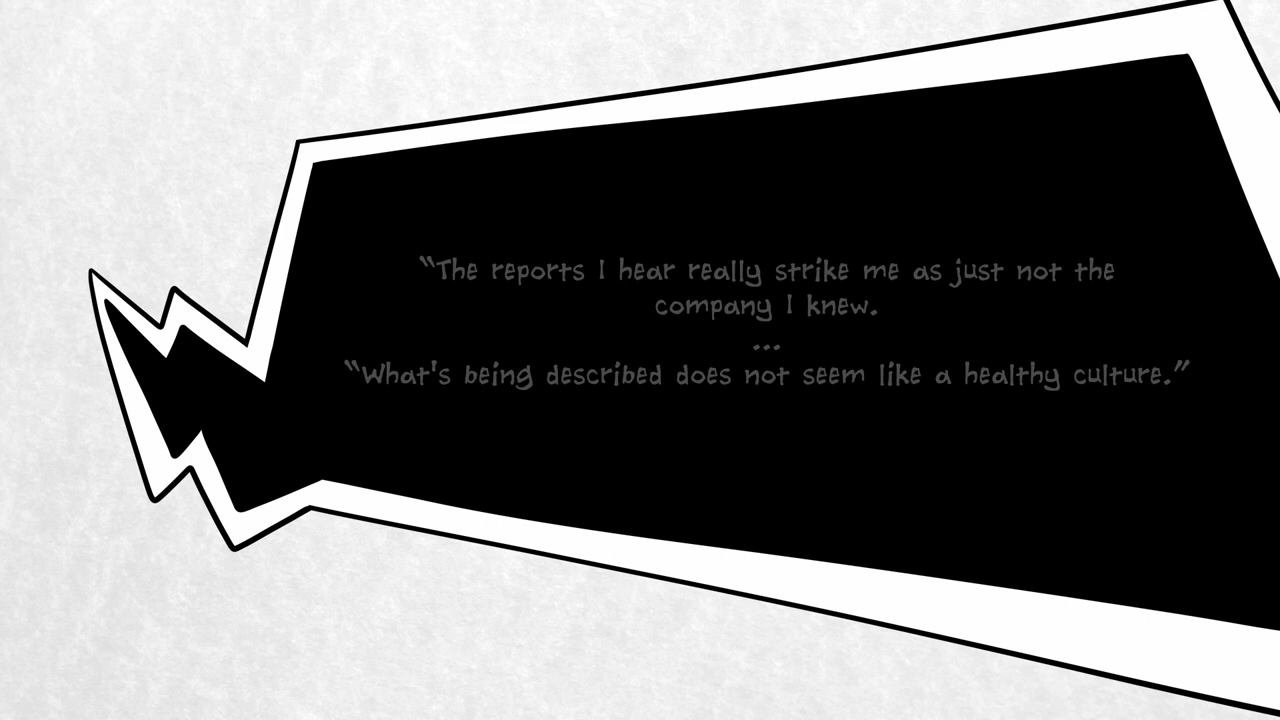 “The reports I hear really strike me as just not the
company I knew.
...
“What's being described does not seem like a healthy culture.”